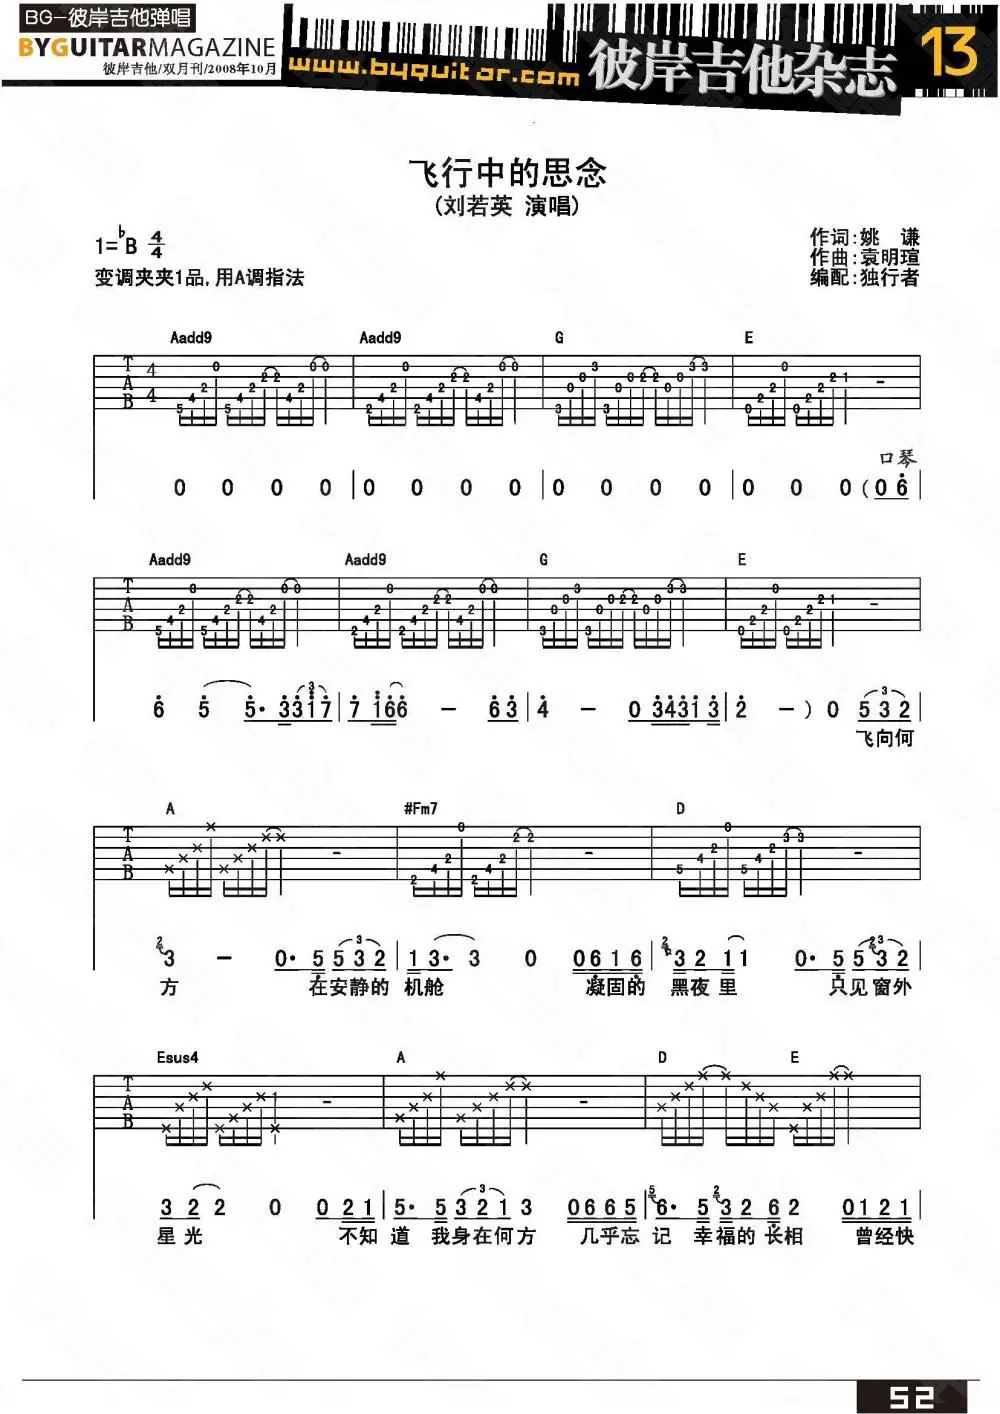 BG-彼岸吉他弹唱
BYGUITARMAGAZINE
彼岸吉他/双月刊/2008年10月
www.byguitar.com
彼岸吉他杂志
13
飞行中的思念
(刘若英 演唱)
1=♭B 4/4
变调夹夹1品,用A调指法
作词:姚 谦
作曲:袁明瑄
编配:独行者
Aadd9 Aadd9 G E
T A B 4 4
口琴
0 0 0 0 | 0 0 0 0 | 0 0 0 0 | 0 0 0 (0 6 |
Aadd9 Aadd9 G E
T A B
6 5 5· 3 3 1 7 | 7 1 6 6 - 6 3 | 4 - 0 3 4 3 1 3 | 2 - ) 0 5 3 2 |
飞向何
A #Fm7 D
T A B
3 - 0· 5 5 3 2 | 1 3· 3 0 0 6 1 6 | 3 2 1 1 0· 5 5 3 2 |
方 在安静的 机舱 凝固的 黑夜里 只见窗外
Esus4 A D E
T A B
3 2 2 0 0 2 1 | 5· 5 3 2 1 3 0 6 6 5 | 6· 5 3 2 6 2 0 1 2 1 |
星光 不知 道 我身在何方 几乎忘 记 幸福的长相 曾经快
52